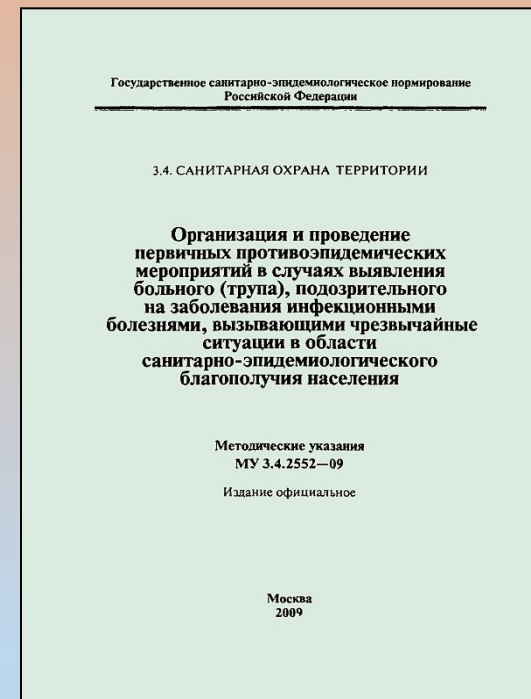 Государственное санитарно-эпидемиологическое нормирование
Российской Федерации
3.4. САНИТАРНАЯ ОХРАНА ТЕРРИТОРИИ
Организация и проведение
первичных противоэпидемических
мероприятий в случаях выявления
больного (трупа), подозрительного
на заболевания инфекционными
болезнями, вызывающими чрезвычайные
ситуации в области
санитарно-эпидемиологического
благополучия населения
Методические указания
МУ 3.4.2552—09
Издание официальное
Москва
2009